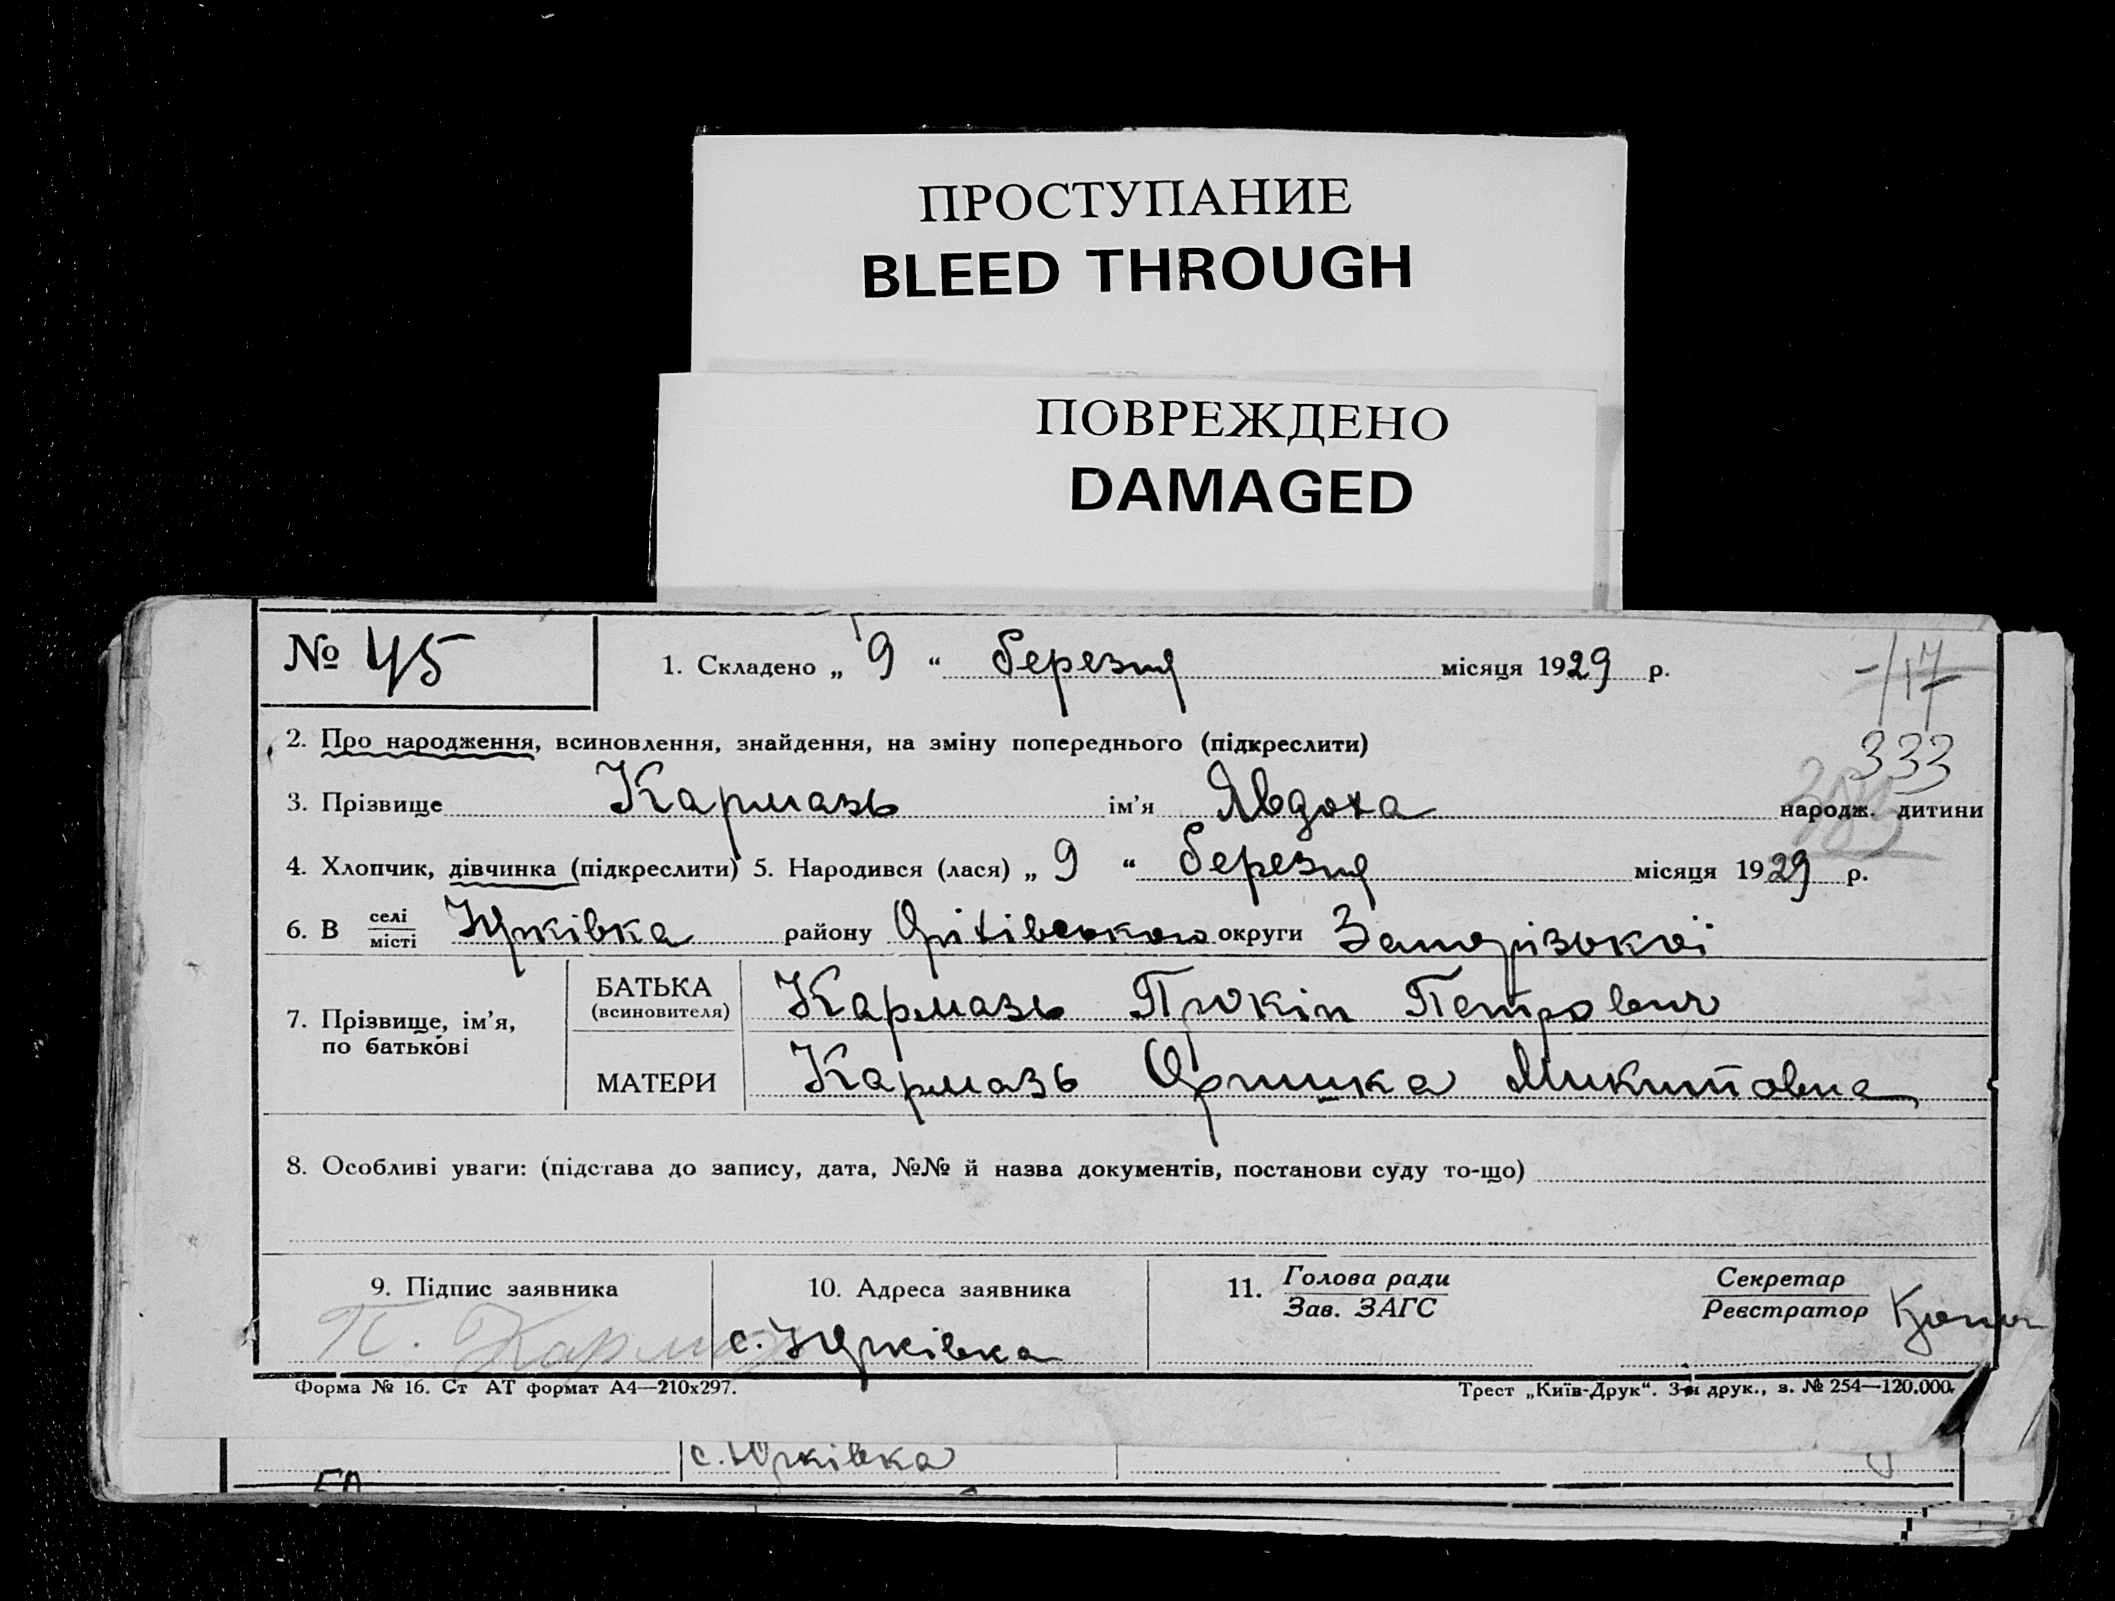 ПРОСТУПАНИЕ
BLEED THROUGH
ПОВРЕЖДЕНО
DAMAGED
№ 45
1. Складено „ 9 “ березня місяця 1929 р.
117
2. Про народження, всиновлення, знайдення, на зміну попереднього (підкреслити)
333
3. Прізвище Кармазь ім’я Явдоха народж. дитини
4. Хлопчик, дівчинка (підкреслити) 5. Народився (лася) „ 9 “ березня місяця 1929 р.
6. В селі/місті Юрківка району Оріхівського округи Запорізької
7. Прізвище, ім’я, по батькові
БАТЬКА (всиновителя) Кармазь Прокіп Петрович
МАТЕРИ Кармазь Оришка Микитовна
8. Особливі уваги: (підстава до запису, дата, №№ й назва документів, постанови суду то-що)
9. Підпис заявника
П. Кармазь
10. Адреса заявника
с. Юрківка
11. Голова ради
Зав. ЗАГС
Секретар
Реєстратор
Форма № 16. Ст АТ формат А4—210х297.
Трест „Київ-Друк“. 3-я друк., з. № 254—120.000.
с. Юрківка